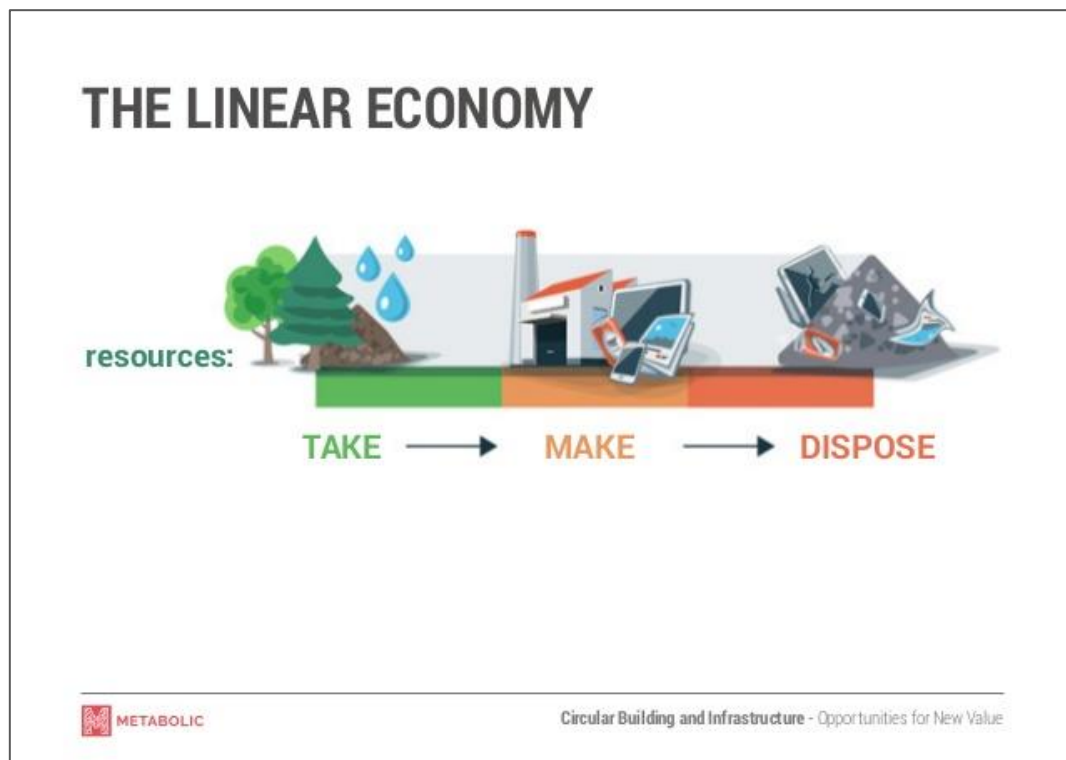 THE LINEAR ECONOMY
resources:
TAKE MAKE DISPOSE
METABOLIC
Circular Building and Infrastructure - Opportunities for New Value